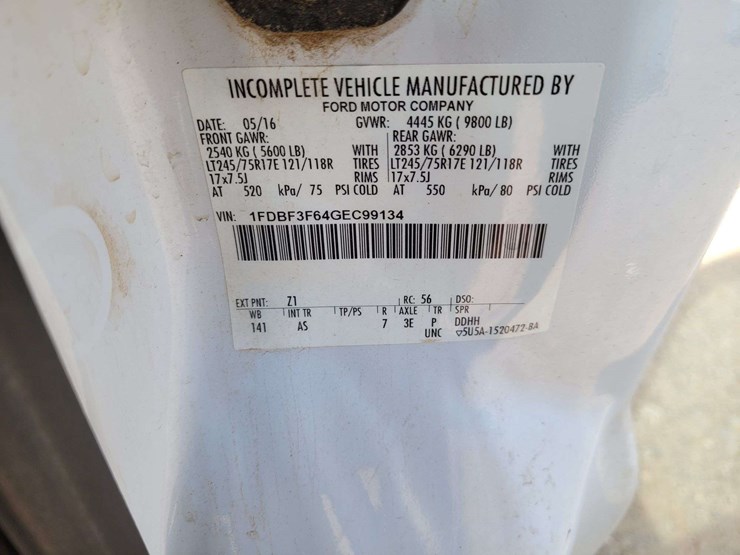 INCOMPLETE VEHICLE MANUFACTURED BY
FORD MOTOR COMPANY
DATE: 05/16 GVWR: 4445 KG ( 9800 LB)
FRONT GAWR: REAR GAWR:
2540 KG ( 5600 LB) WITH 2853 KG ( 6290 LB) WITH
LT245/75R17E 121/118R TIRES LT245/75R17E 121/118R TIRES
17x7.5J RIMS 17x7.5J RIMS
AT 520 kPa/ 75 PSI COLD AT 550 kPa/ 80 PSI COLD
VIN: 1FDBF3F64GEC99134
EXT PNT: Z1 RC: 56 DSO:
WB INT TR TP/PS R AXLE TR SPR
141 AS 7 3E P DDHH
UNC ▽5U5A-1520472-BA